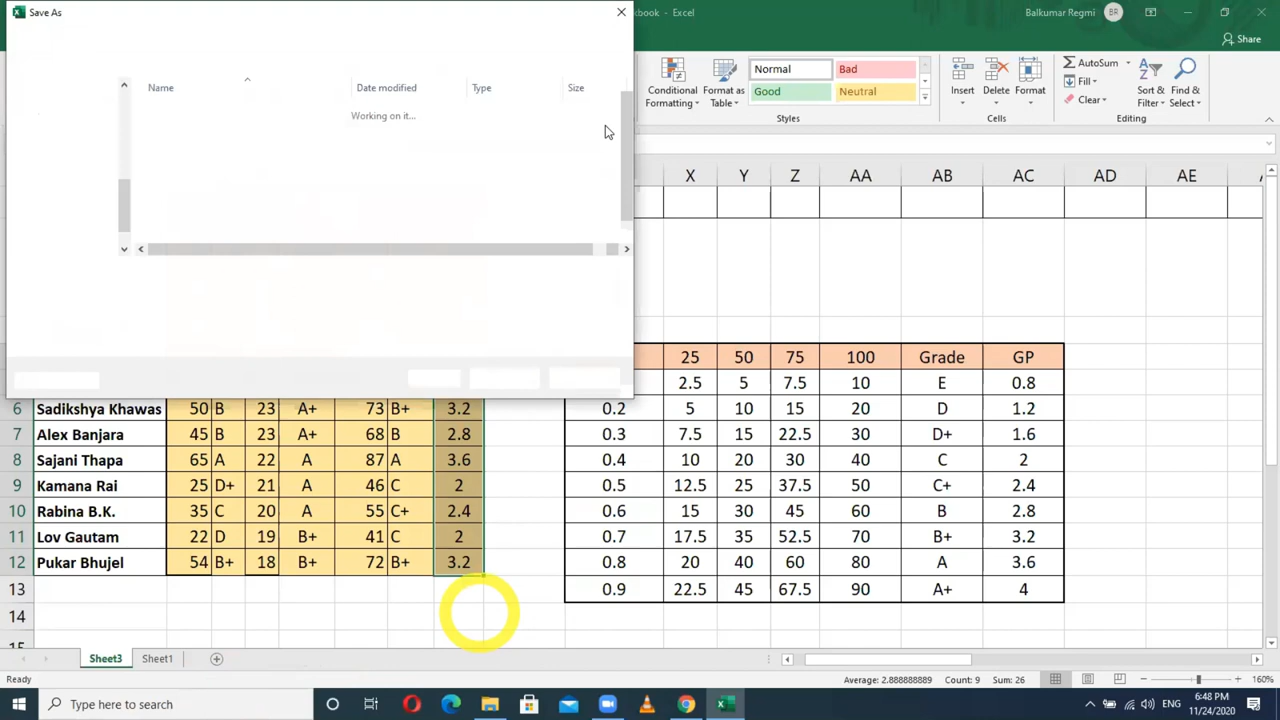 Save As
kbook - Excel
Balkumar Regmi BR
Share
Name Date modified Type Size
Working on it...
Conditional Formatting
Format as Table
Normal Bad
Good Neutral
Styles
Insert Delete Format
Cells
AutoSum
Fill
Clear
Sort & Filter
Find & Select
Editing
X Y Z AA AB AC AD AE
25 50 75 100 Grade GP
2.5 5 7.5 10 E 0.8
6 Sadikshya Khawas 50 B 23 A+ 73 B+ 3.2 0.2 5 10 15 20 D 1.2
7 Alex Banjara 45 B 23 A+ 68 B 2.8 0.3 7.5 15 22.5 30 D+ 1.6
8 Sajani Thapa 65 A 22 A 87 A 3.6 0.4 10 20 30 40 C 2
9 Kamana Rai 25 D+ 21 A 46 C 2 0.5 12.5 25 37.5 50 C+ 2.4
10 Rabina B.K. 35 C 20 A 55 C+ 2.4 0.6 15 30 45 60 B 2.8
11 Lov Gautam 22 D 19 B+ 41 C 2 0.7 17.5 35 52.5 70 B+ 3.2
12 Pukar Bhujel 54 B+ 18 B+ 72 B+ 3.2 0.8 20 40 60 80 A 3.6
13 0.9 22.5 45 67.5 90 A+ 4
14
15
Sheet3 Sheet1
Ready
Average: 2.888888889 Count: 9 Sum: 26
160%
Type here to search
ENG
6:48 PM
11/24/2020